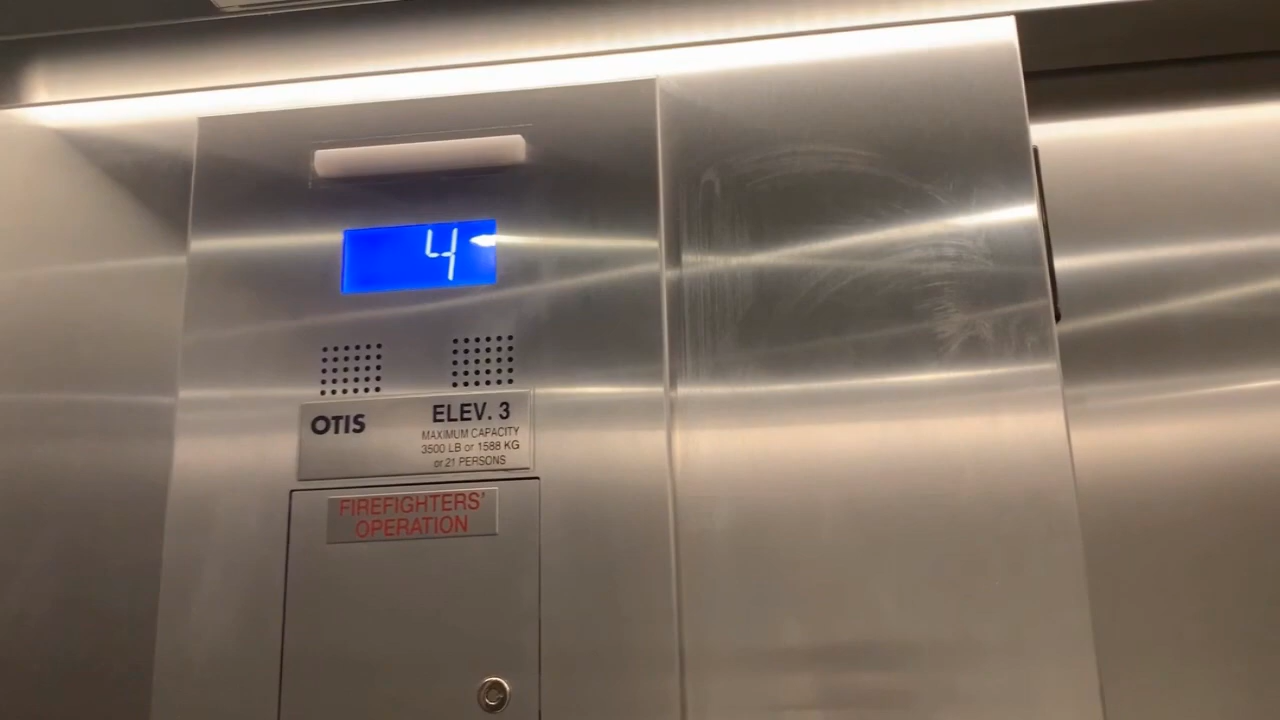 4
OTIS
ELEV. 3
MAXIMUM CAPACITY
3500 LB or 1588 KG
or 21 PERSONS
FIREFIGHTERS'
OPERATION